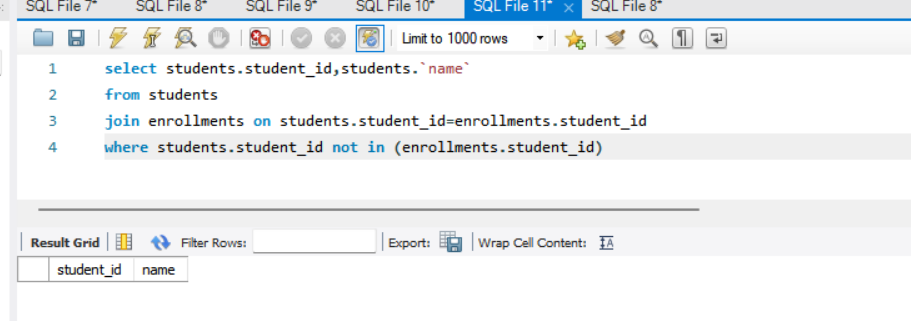 SQL File 7* SQL File 8* SQL File 9* SQL File 10* SQL File 11* × SQL File 8*
Limit to 1000 rows
1 select students.student_id,students.`name`
2 from students
3 join enrollments on students.student_id=enrollments.student_id
4 where students.student_id not in (enrollments.student_id)
Result Grid Filter Rows: Export: Wrap Cell Content:
student_id name